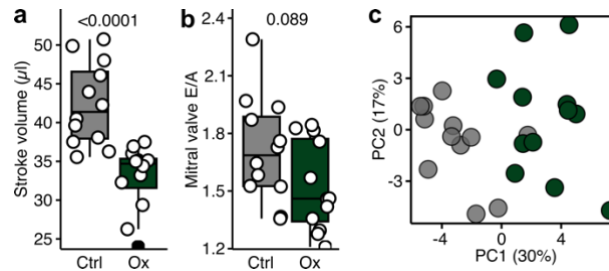 a
<0.0001
Stroke volume (µl)
50
45
40
35
30
25
Ctrl Ox
b
0.089
Mitral valve E/A
2.4
2.1
1.8
1.5
1.2
Ctrl Ox
c
PC2 (17%)
6
3
0
-3
-4 0 4
PC1 (30%)